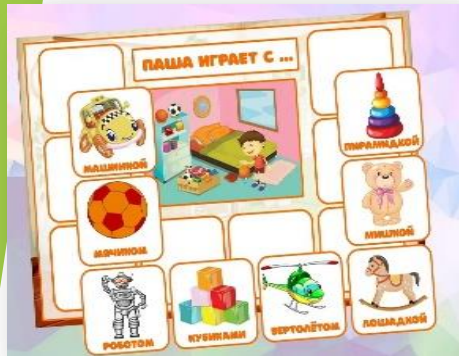 ПАША ИГРАЕТ С ...
МАШИНКОЙ
ПИРАМИДКОЙ
МЯЧИКОМ
МИШКОЙ
РОБОТОМ
КУБИКАМИ
ВЕРТОЛЁТОМ
ЛОШАДКОЙ